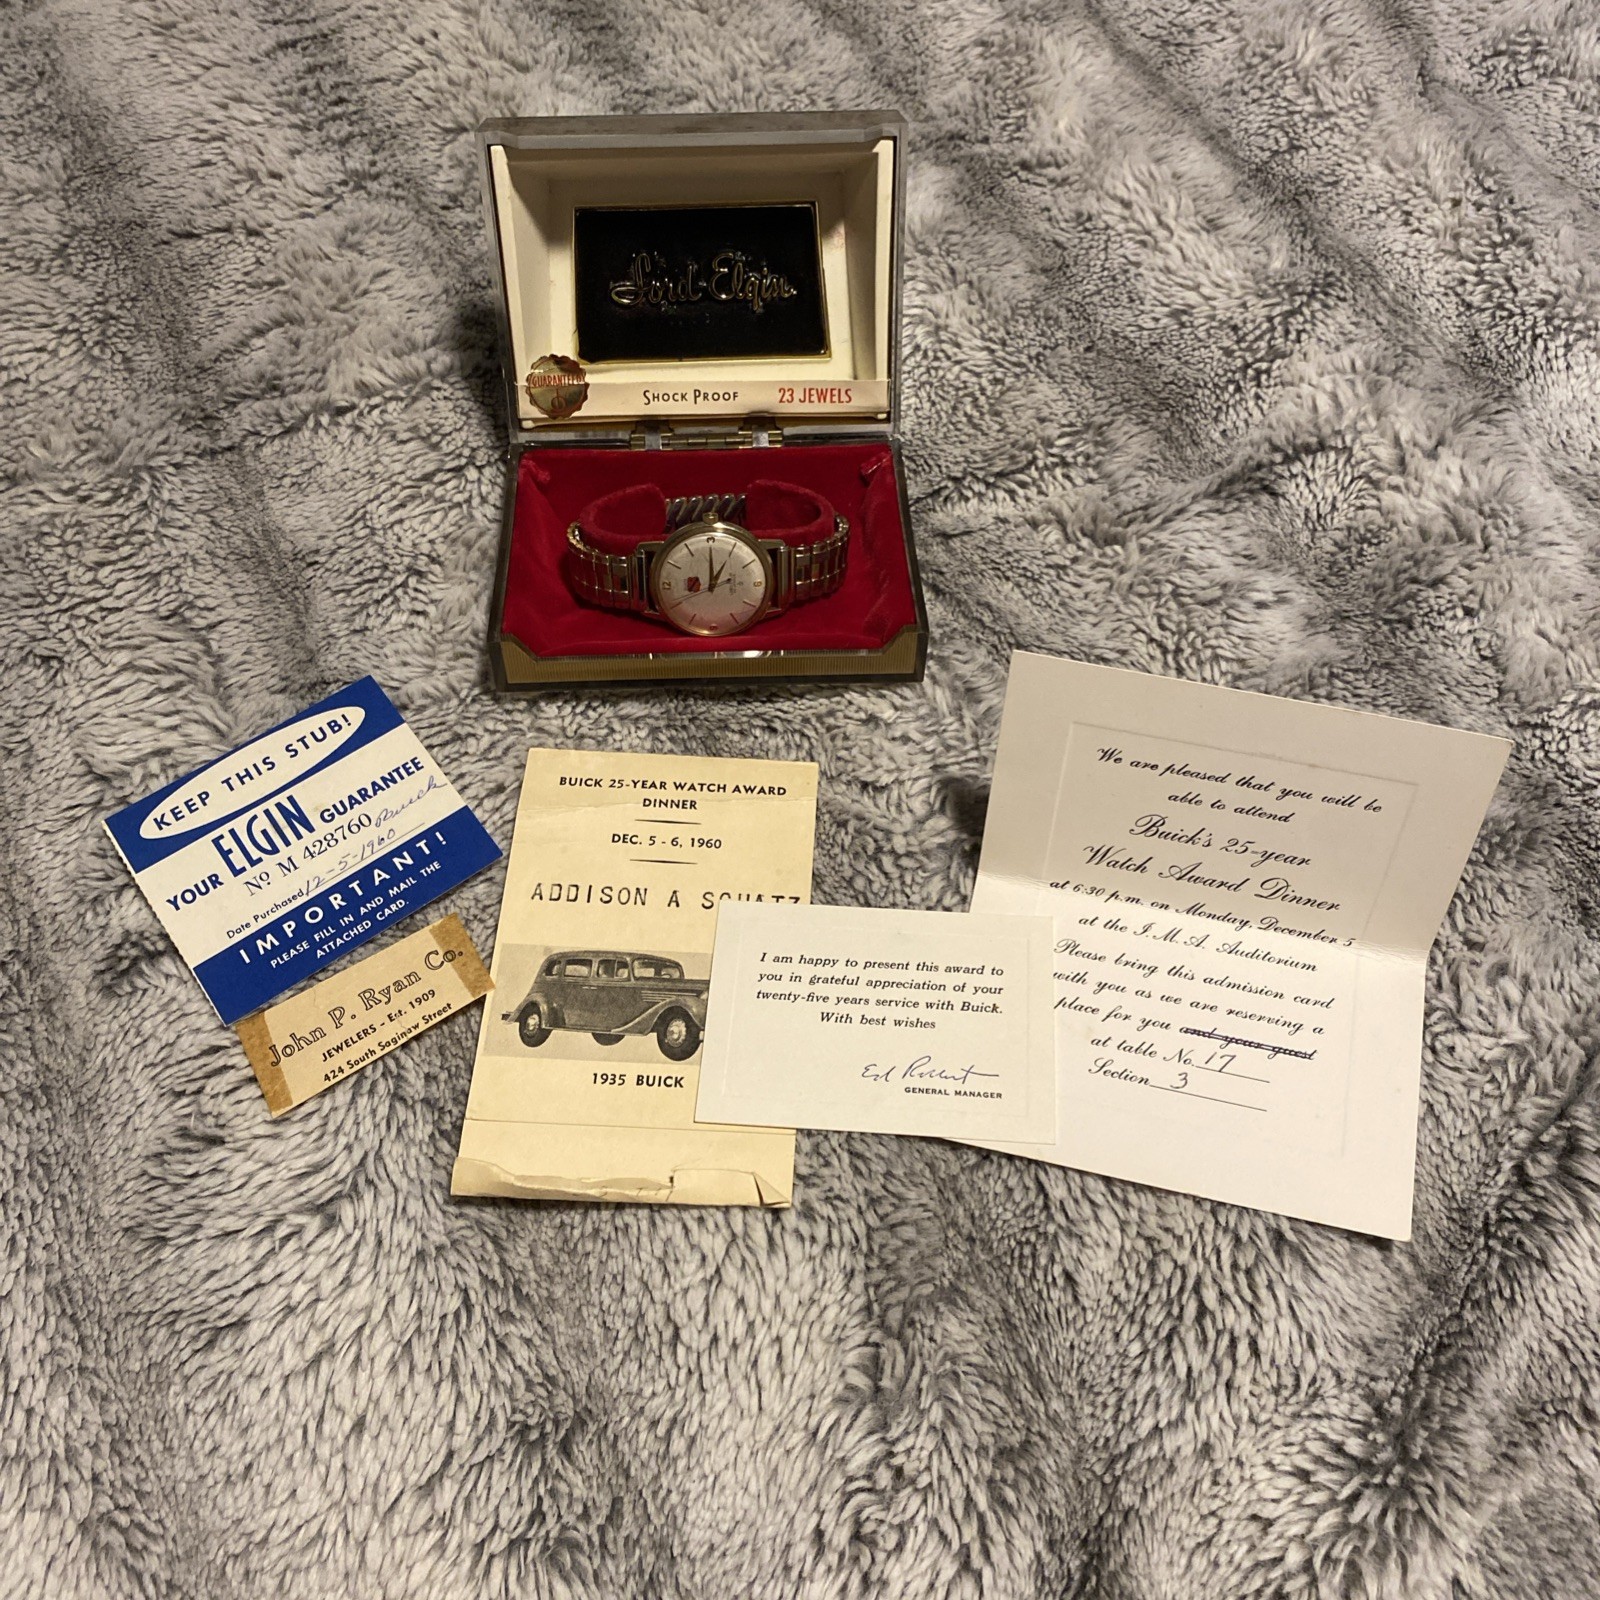 Lord Elgin
GUARANTEED
SHOCK PROOF 23 JEWELS
KEEP THIS STUB!
YOUR ELGIN GUARANTEE
Nº M 428760 Buick
Date Purchased 12-5-1960
IMPORTANT!
PLEASE FILL IN AND MAIL THE
ATTACHED CARD.
John P. Ryan Co.
JEWELERS - Est. 1909
424 South Saginaw Street
BUICK 25-YEAR WATCH AWARD
DINNER
DEC. 5 - 6, 1960
ADDISON A
1935 BUICK
I am happy to present this award to
you in grateful appreciation of your
twenty-five years service with Buick.
With best wishes
Ed
GENERAL MANAGER
We are pleased that you will be
able to attend
Buick's 25-year
Watch Award Dinner
at 6:30 p.m. on Monday, December 5
at the I. M. A. Auditorium
Please bring this admission card
with you as we are reserving a
place for you and your guest
at table No. 17
Section 3